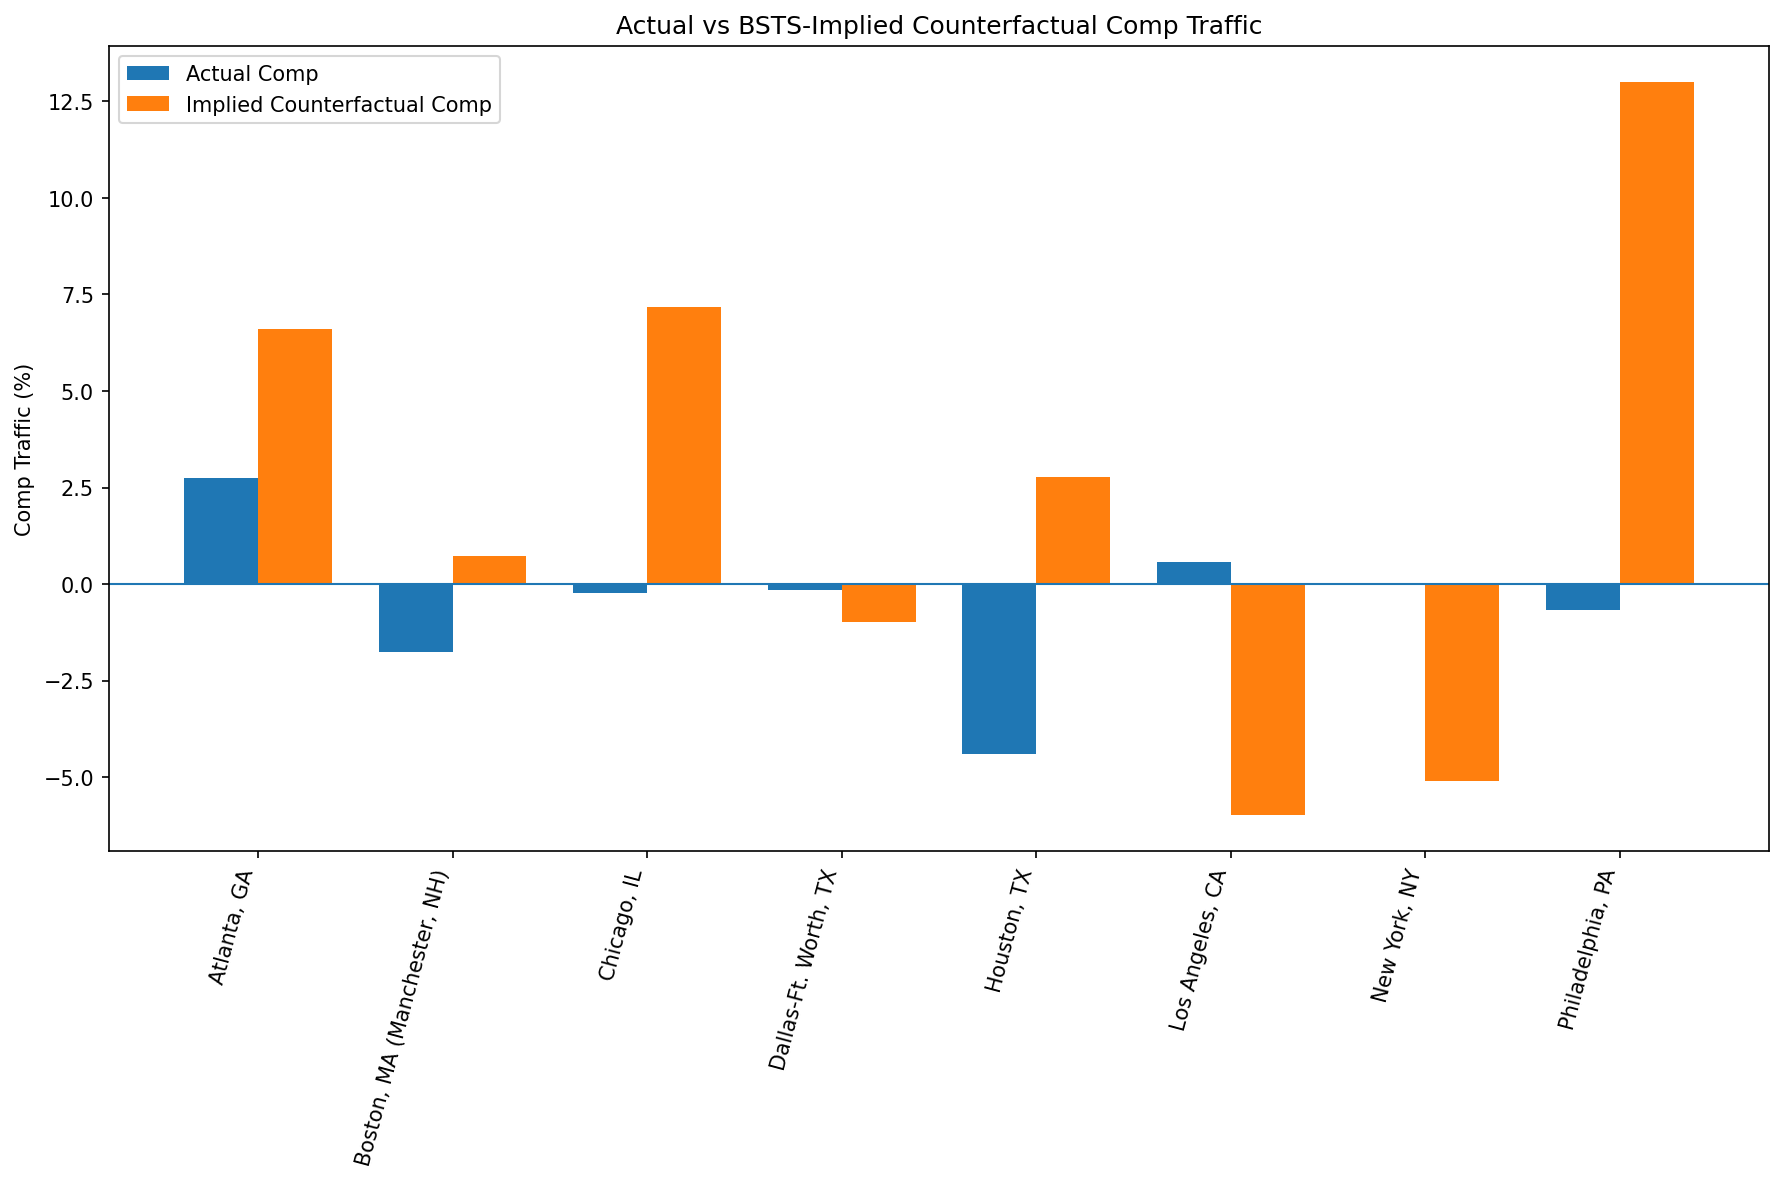 Actual vs BSTS-Implied Counterfactual Comp Traffic
Actual Comp
Implied Counterfactual Comp
Comp Traffic (%)
12.5
10.0
7.5
5.0
2.5
0.0
−2.5
−5.0
Atlanta, GA
Boston, MA (Manchester, NH)
Chicago, IL
Dallas-Ft. Worth, TX
Houston, TX
Los Angeles, CA
New York, NY
Philadelphia, PA